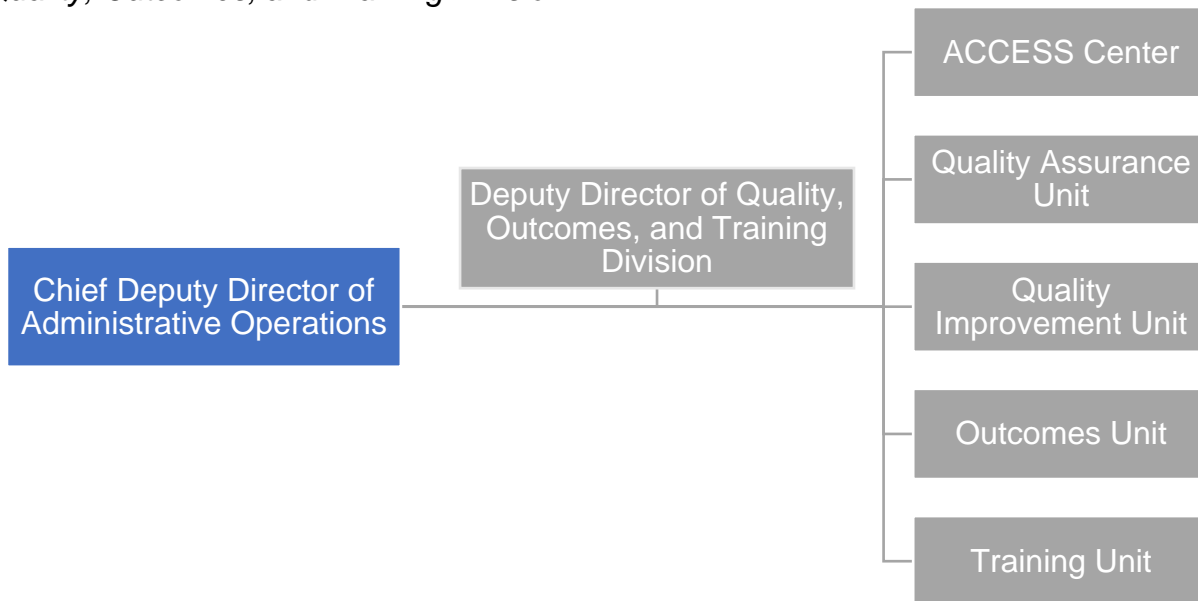 Chief Deputy Director of
Administrative Operations
Deputy Director of Quality,
Outcomes, and Training
Division
ACCESS Center
Quality Assurance
Unit
Quality
Improvement Unit
Outcomes Unit
Training Unit